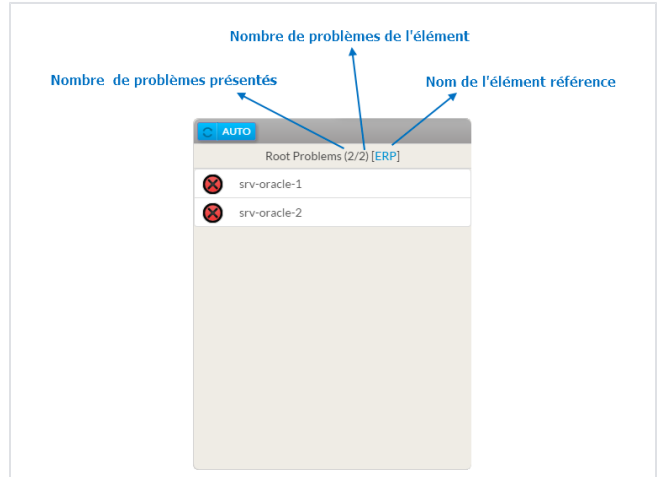 Nombre de problèmes de l'élément
Nombre de problèmes présentés
Nom de l'élément référence
AUTO
Root Problems (2/2) [ERP]
srv-oracle-1
srv-oracle-2